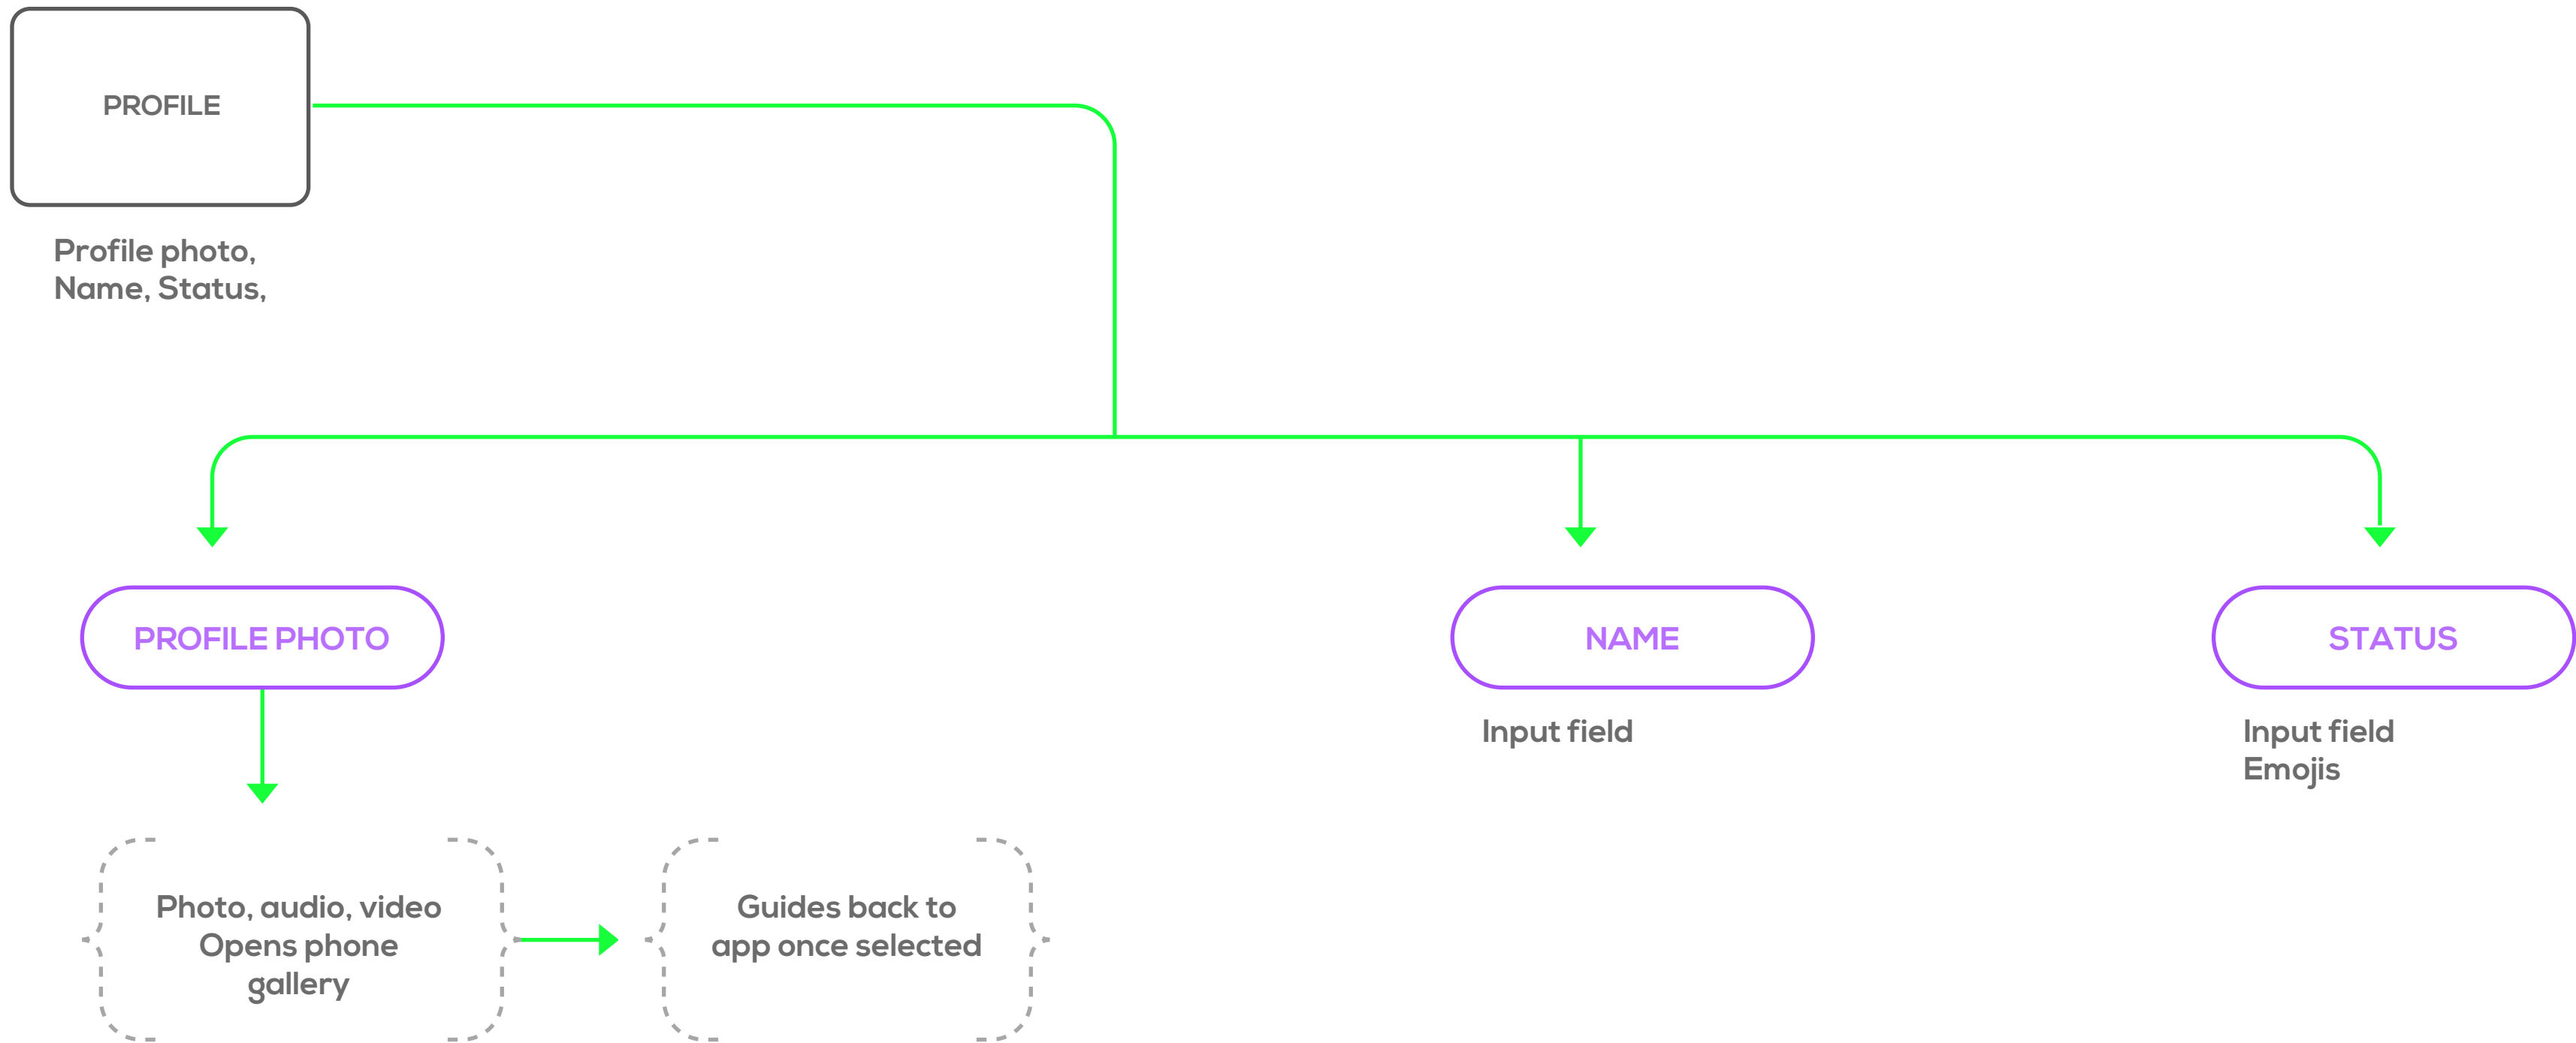 PROFILE
Profile photo,
Name, Status,
PROFILE PHOTO
NAME
STATUS
Input field
Input field
Emojis
Photo, audio, video
Opens phone
gallery
Guides back to
app once selected